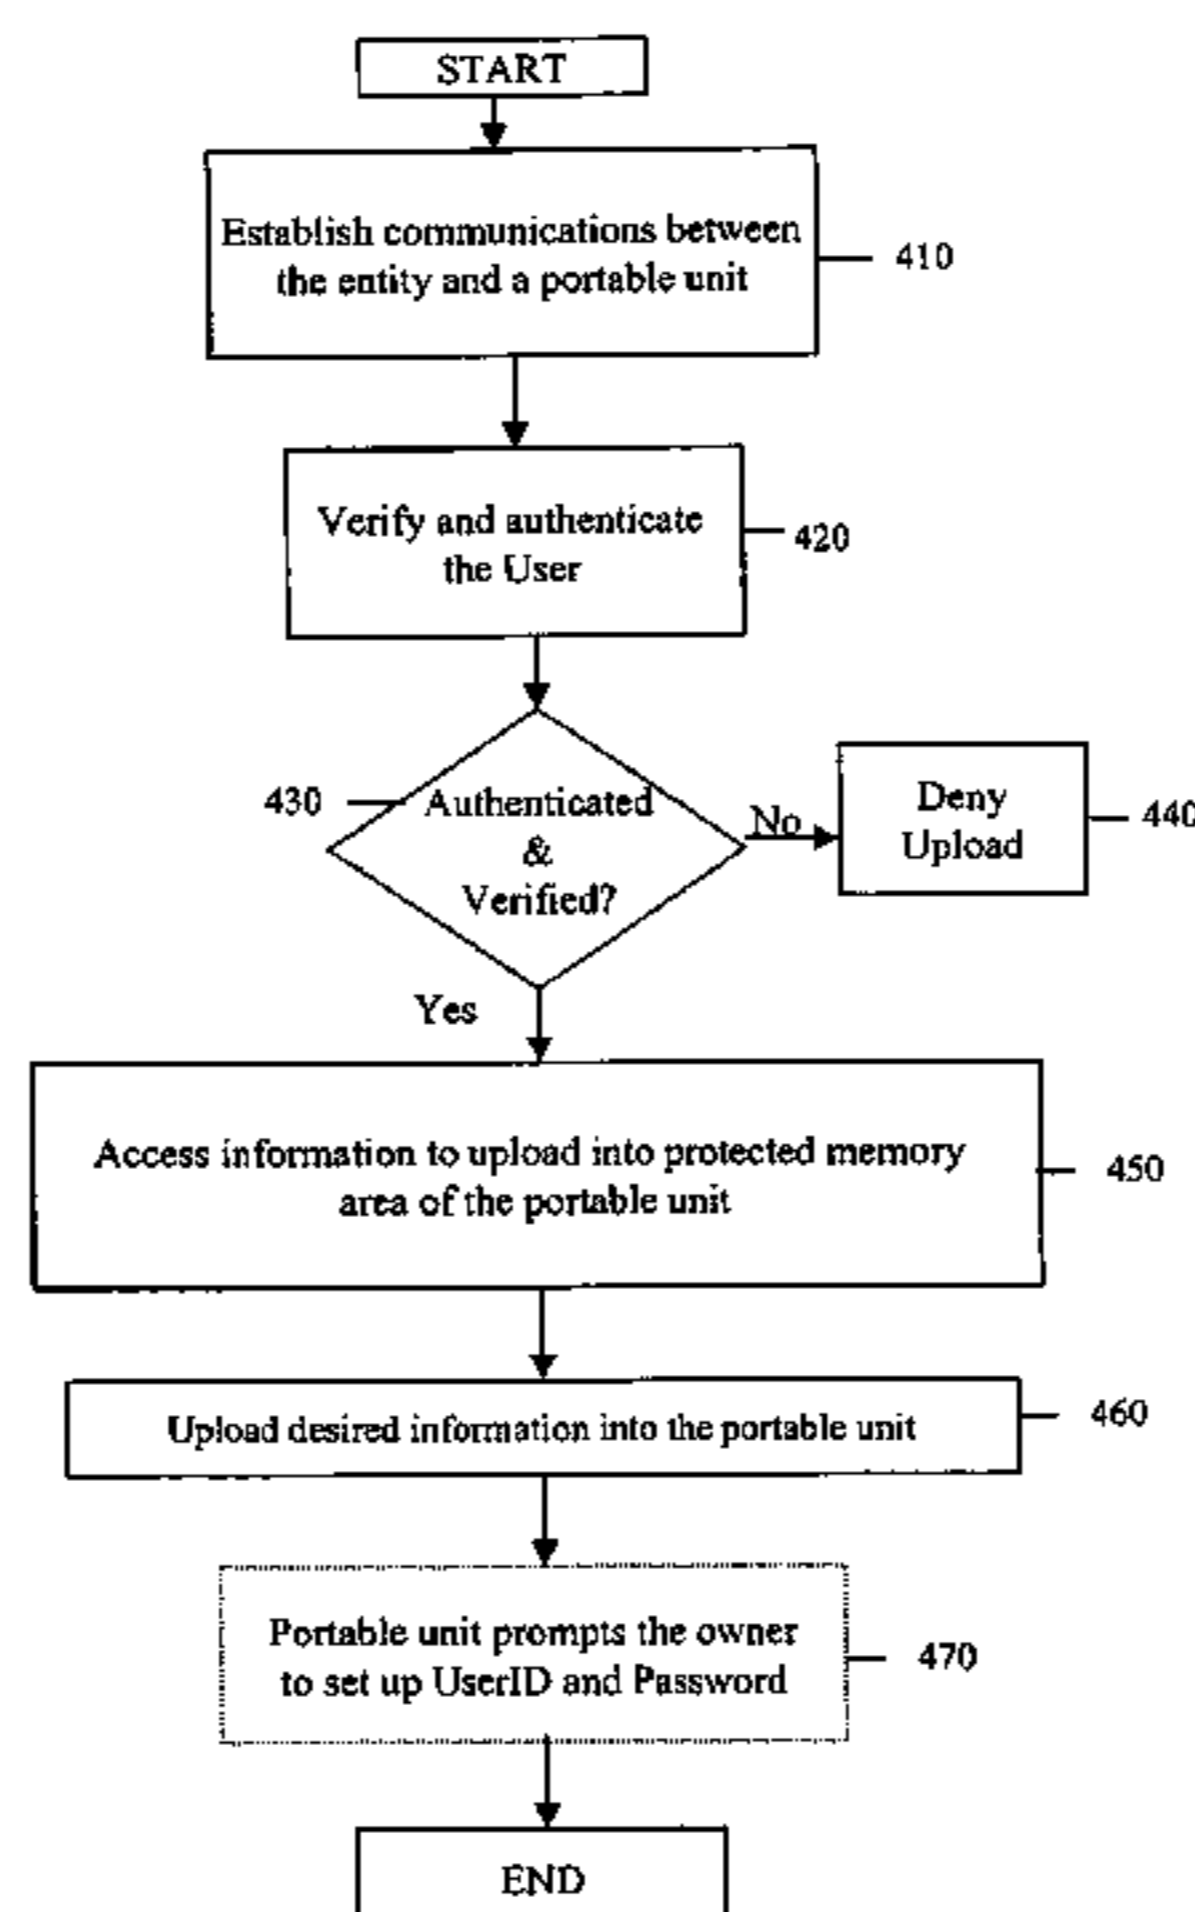 START
Establish communications between
the entity and a portable unit
410
Verify and authenticate
the User
420
430
Authenticated
&
Verified?
No
Deny
Upload
440
Yes
Access information to upload into protected memory
area of the portable unit
450
Upload desired information into the portable unit
460
Portable unit prompts the owner
to set up UserID and Password
470
END